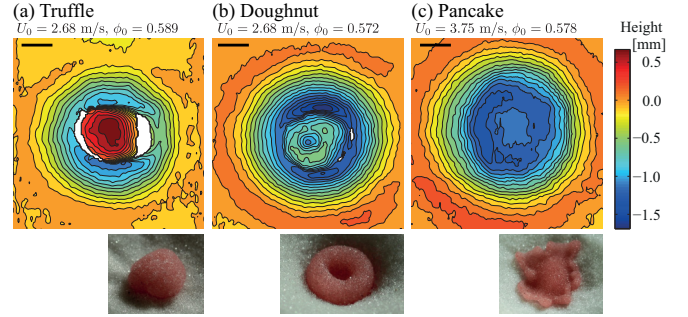 (a) Truffle
U₀ = 2.68 m/s, ϕ₀ = 0.589
(b) Doughnut
U₀ = 2.68 m/s, ϕ₀ = 0.572
(c) Pancake
U₀ = 3.75 m/s, ϕ₀ = 0.578
Height
[mm]
0.5
0.0
−0.5
−1.0
−1.5